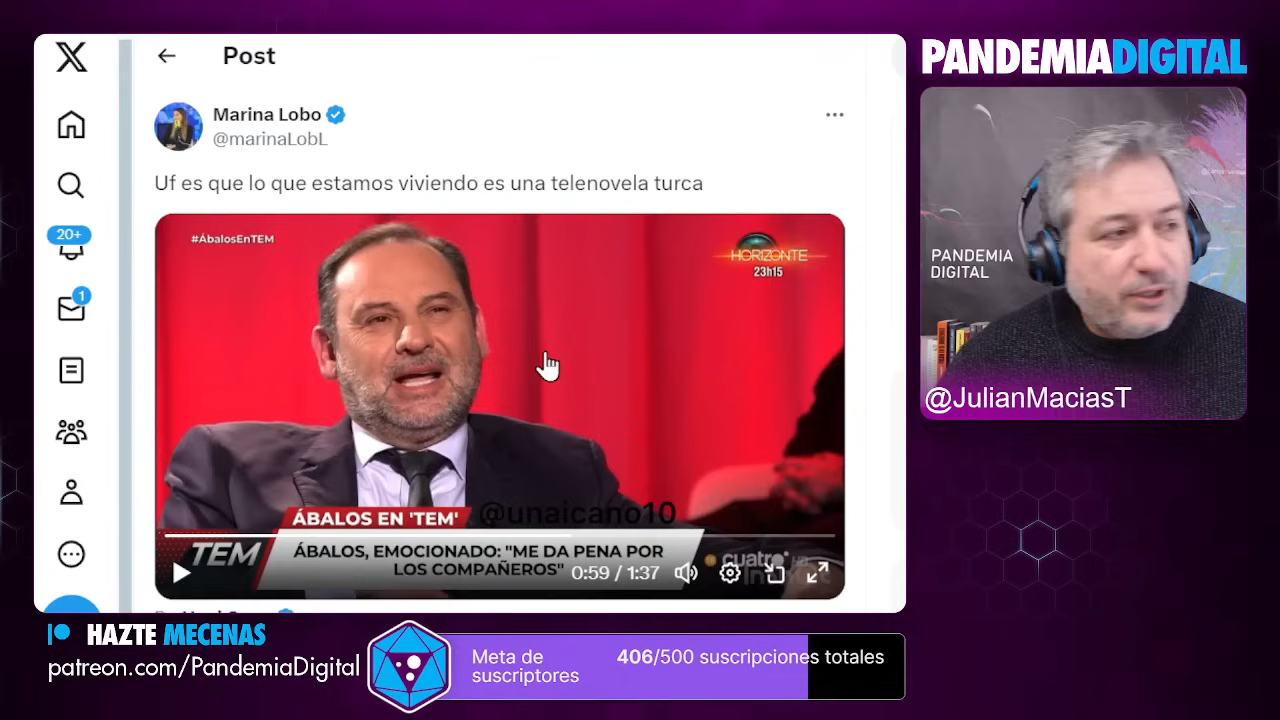 Post
Marina Lobo
@marinaLobL
Uf es que lo que estamos viviendo es una telenovela turca
#ÁbalosEnTEM
HORIZONTE
23h15
@unaicano10
ÁBALOS EN 'TEM'
TEM
ÁBALOS, EMOCIONADO: "ME DA PENA POR
LOS COMPAÑEROS"
cuatro
0:59 / 1:37
20+
1
PANDEMIADIGITAL
PANDEMIA
DIGITAL
@JulianMaciasT
HAZTE MECENAS
patreon.com/PandemiaDigital
Meta de
suscriptores
406/500 suscripciones totales